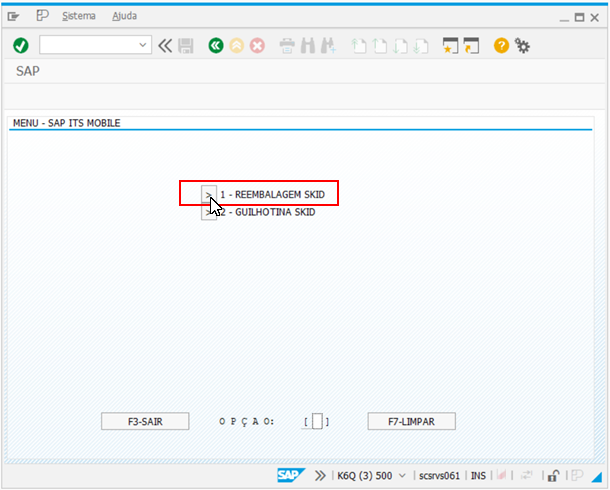 Sistema Ajuda
SAP
MENU - SAP ITS MOBILE
> 1 - REEMBALAGEM SKID
> 2 - GUILHOTINA SKID
F3-SAIR O P Ç A O: [ ] F7-LIMPAR
SAP K6Q (3) 500 scsrvs061 INS